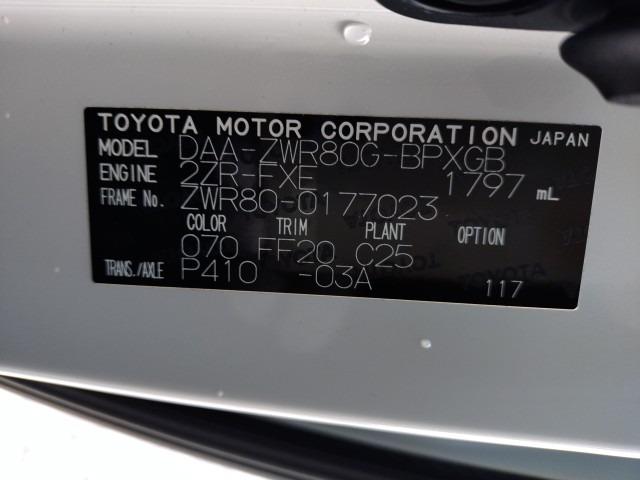 TOYOTA MOTOR CORPORATION JAPAN
MODEL DAA-ZWR80G-BPXGB
ENGINE 2ZR-FXE 1797 mL
FRAME No. ZWR80-0177023
COLOR TRIM PLANT OPTION
070 FF20 C25
TRANS./AXLE P410 -03A
117